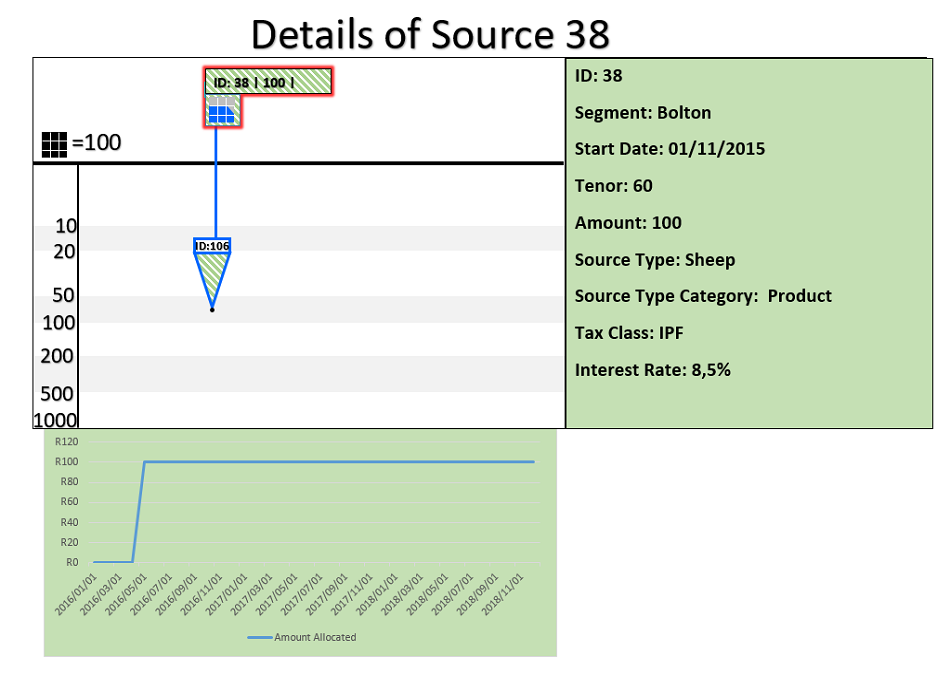 Details of Source 38
ID: 38 | 100 |
=100
10
20
50
100
200
500
1000
ID:106
ID: 38
Segment: Bolton
Start Date: 01/11/2015
Tenor: 60
Amount: 100
Source Type: Sheep
Source Type Category:  Product
Tax Class: IPF
Interest Rate: 8,5%
R120
R100
R80
R60
R40
R20
R0
2016/01/01
2016/03/01
2016/05/01
2016/07/01
2016/09/01
2016/11/01
2017/01/01
2017/03/01
2017/05/01
2017/07/01
2017/09/01
2017/11/01
2018/01/01
2018/03/01
2018/05/01
2018/07/01
2018/09/01
2018/11/01
Amount Allocated